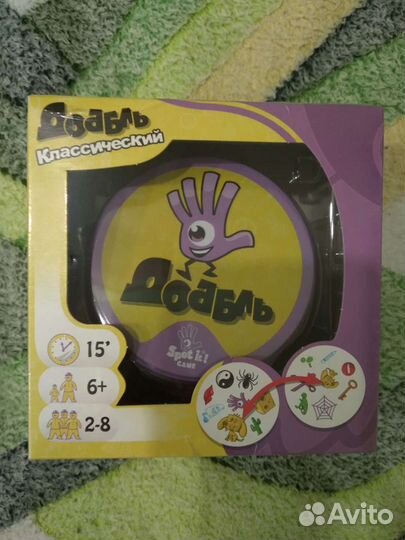 Доббль
Классический
Доббль
Spot it!
GAME
15'
6+
2-8
Avito